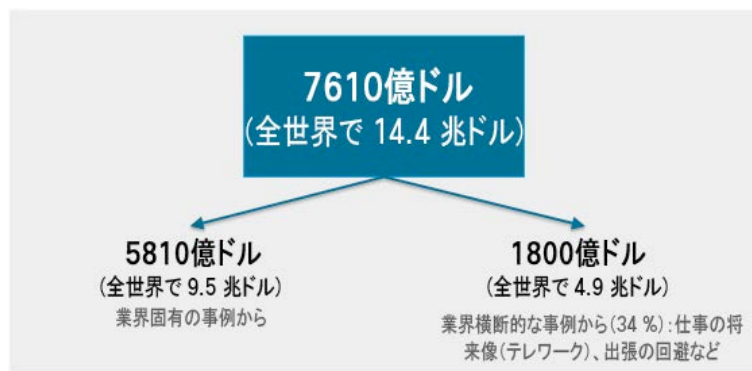 7610億ドル
(全世界で 14.4 兆ドル)
5810億ドル
(全世界で 9.5 兆ドル)
業界固有の事例から
1800億ドル
(全世界で 4.9 兆ドル)
業界横断的な事例から(34 %):仕事の将
来像(テレワーク)、出張の回避など